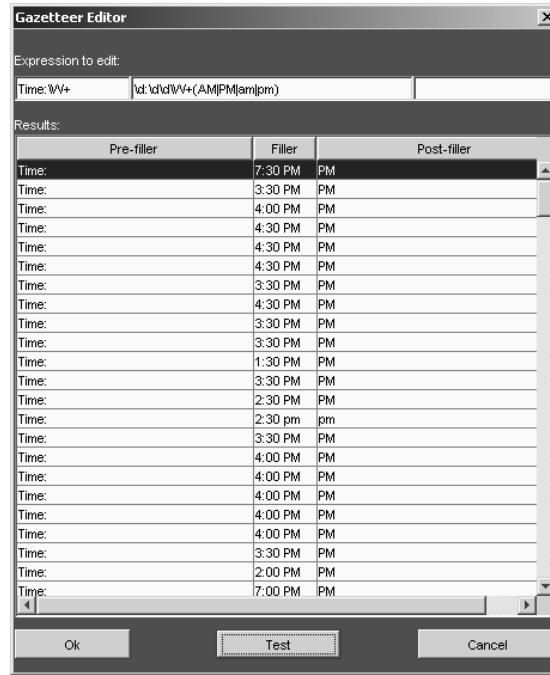 Gazetteer Editor
Expression to edit:
Time:\W+ \d:\d\d\W+(AM|PM|am|pm)
Results:
Pre-filler Filler Post-filler
Time: 7:30 PM PM
Time: 3:30 PM PM
Time: 4:00 PM PM
Time: 4:30 PM PM
Time: 4:30 PM PM
Time: 4:30 PM PM
Time: 3:30 PM PM
Time: 4:30 PM PM
Time: 3:30 PM PM
Time: 3:30 PM PM
Time: 1:30 PM PM
Time: 3:30 PM PM
Time: 2:30 PM PM
Time: 2:30 pm pm
Time: 3:30 PM PM
Time: 4:00 PM PM
Time: 4:00 PM PM
Time: 4:00 PM PM
Time: 4:00 PM PM
Time: 4:00 PM PM
Time: 3:30 PM PM
Time: 2:00 PM PM
Time: 7:00 PM PM
Ok Test Cancel